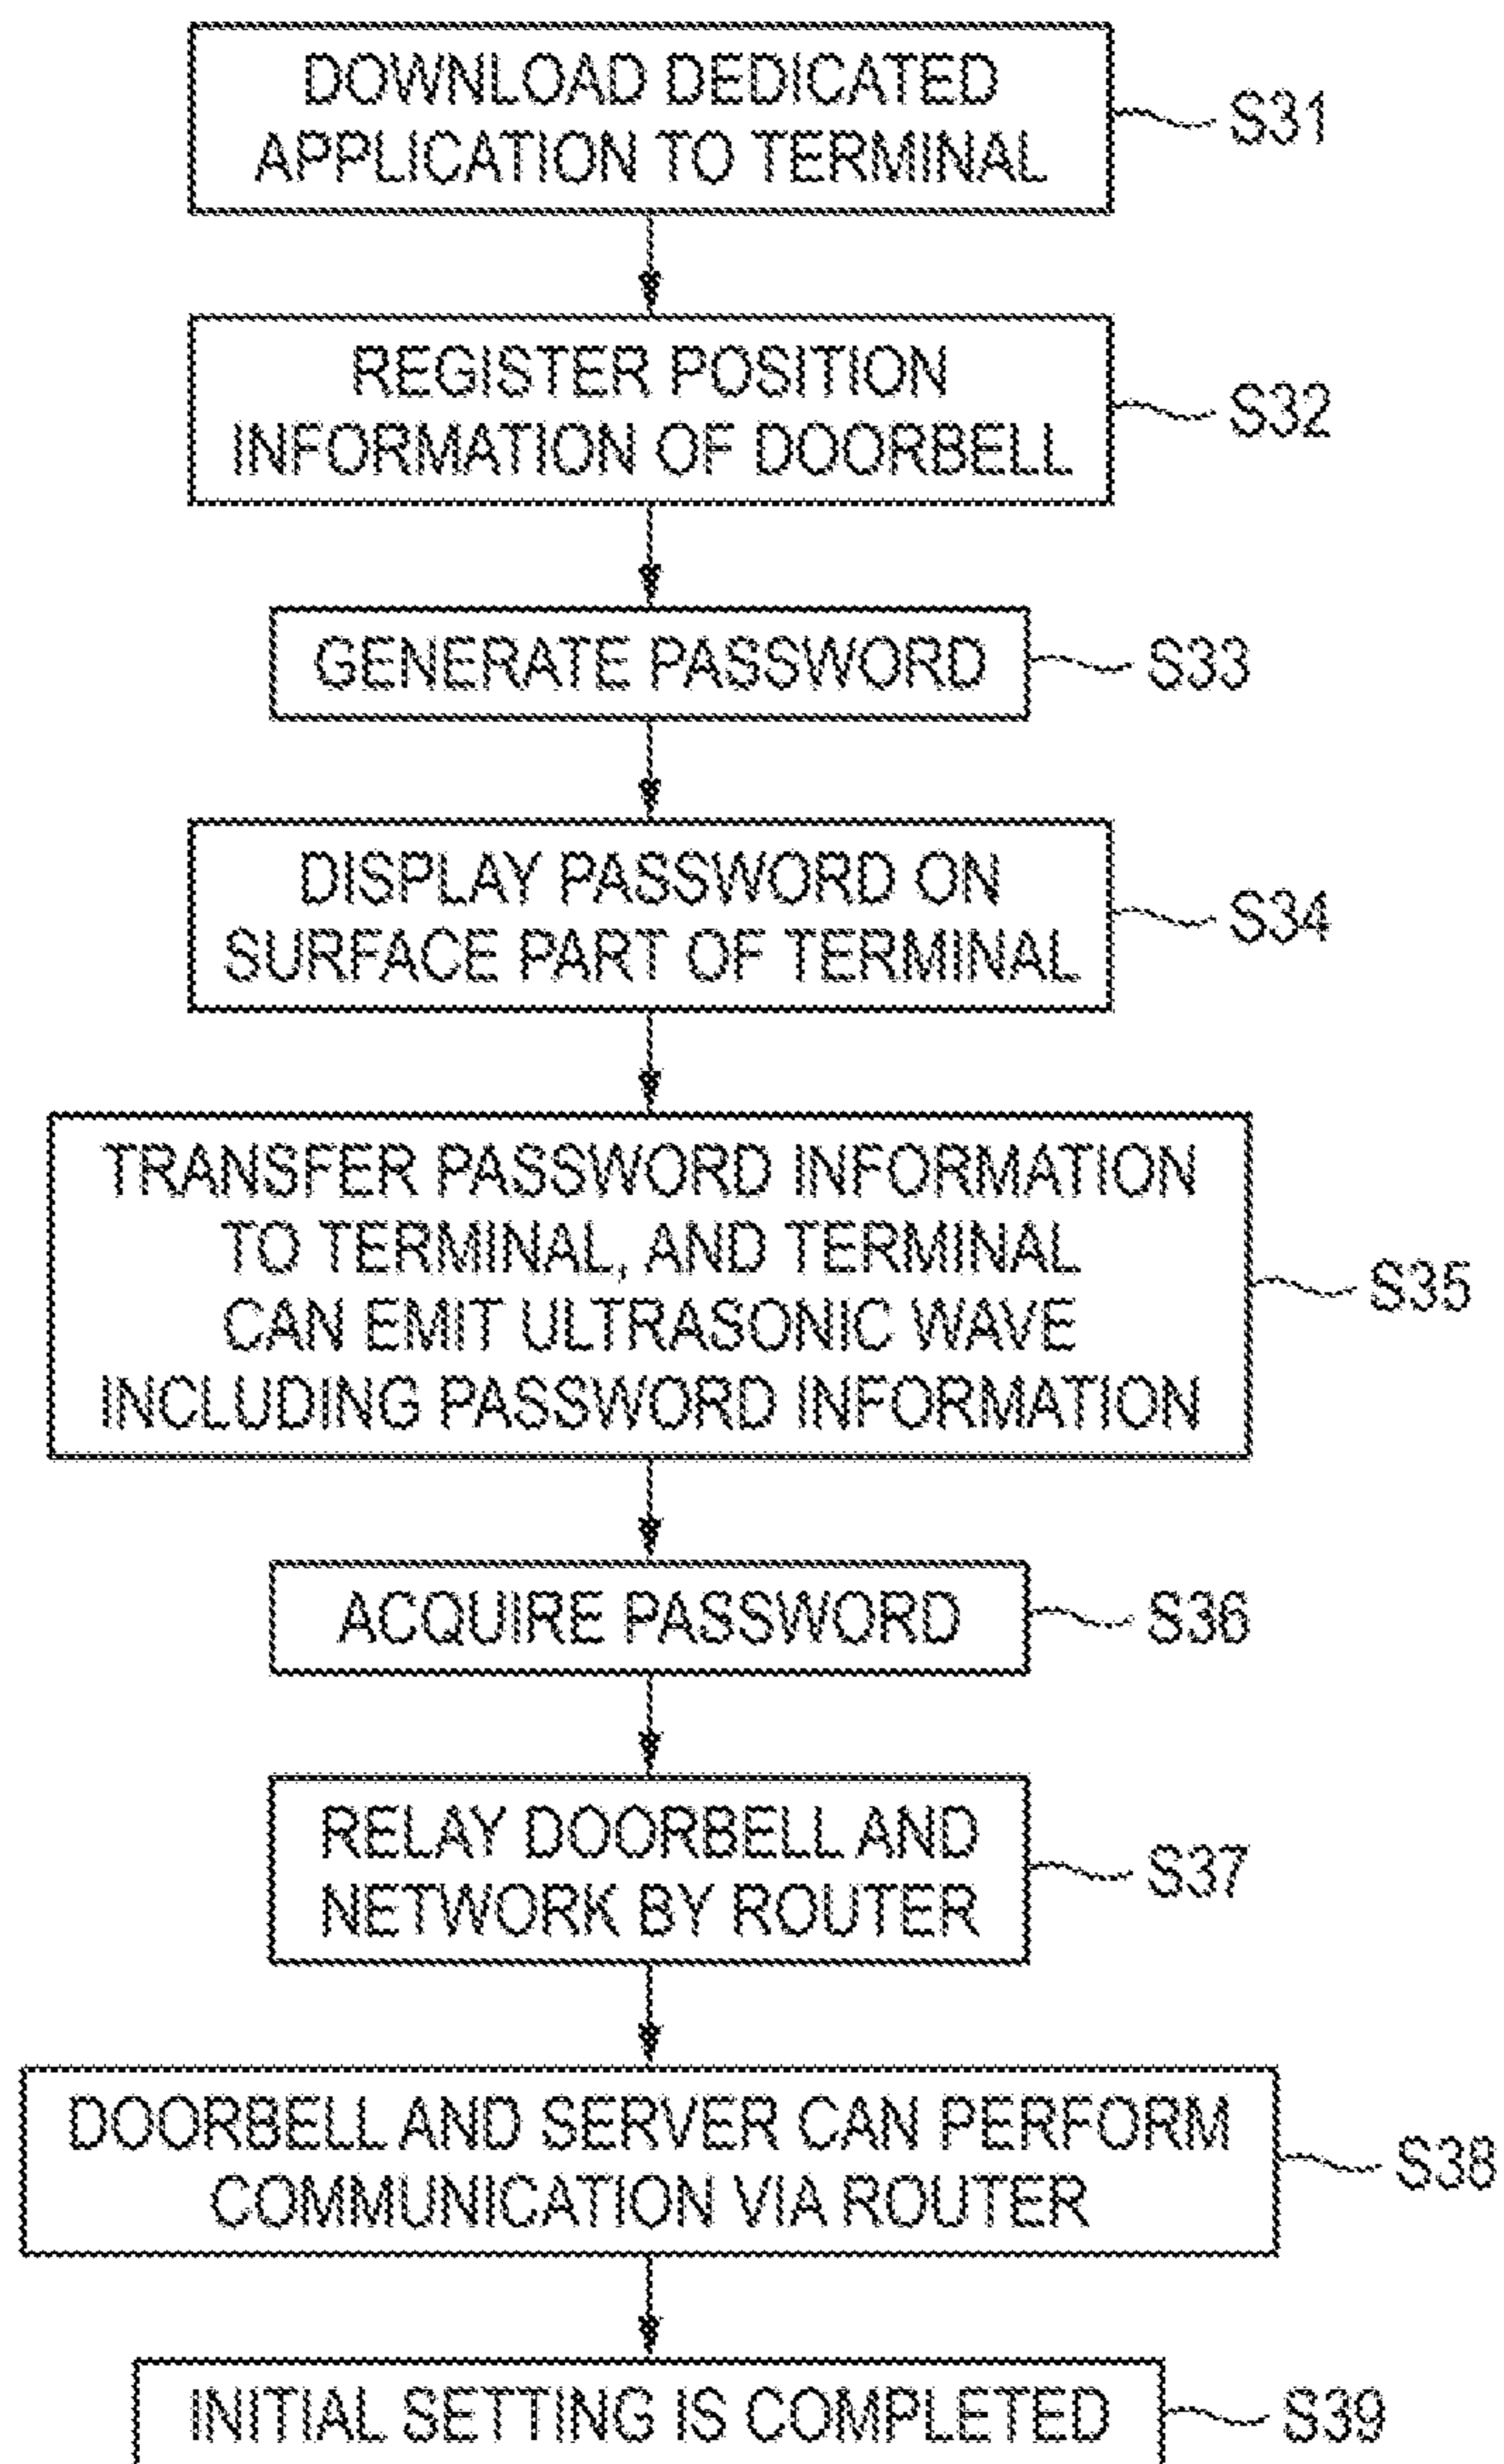 DOWNLOAD DEDICATED
APPLICATION TO TERMINAL
S31
REGISTER POSITION
INFORMATION OF DOORBELL
S32
GENERATE PASSWORD
S33
DISPLAY PASSWORD ON
SURFACE PART OF TERMINAL
S34
TRANSFER PASSWORD INFORMATION
TO TERMINAL, AND TERMINAL
CAN EMIT ULTRASONIC WAVE
INCLUDING PASSWORD INFORMATION
S35
ACQUIRE PASSWORD
S36
RELAY DOORBELL AND
NETWORK BY ROUTER
S37
DOORBELL AND SERVER CAN PERFORM
COMMUNICATION VIA ROUTER
S38
INITIAL SETTING IS COMPLETED
S39